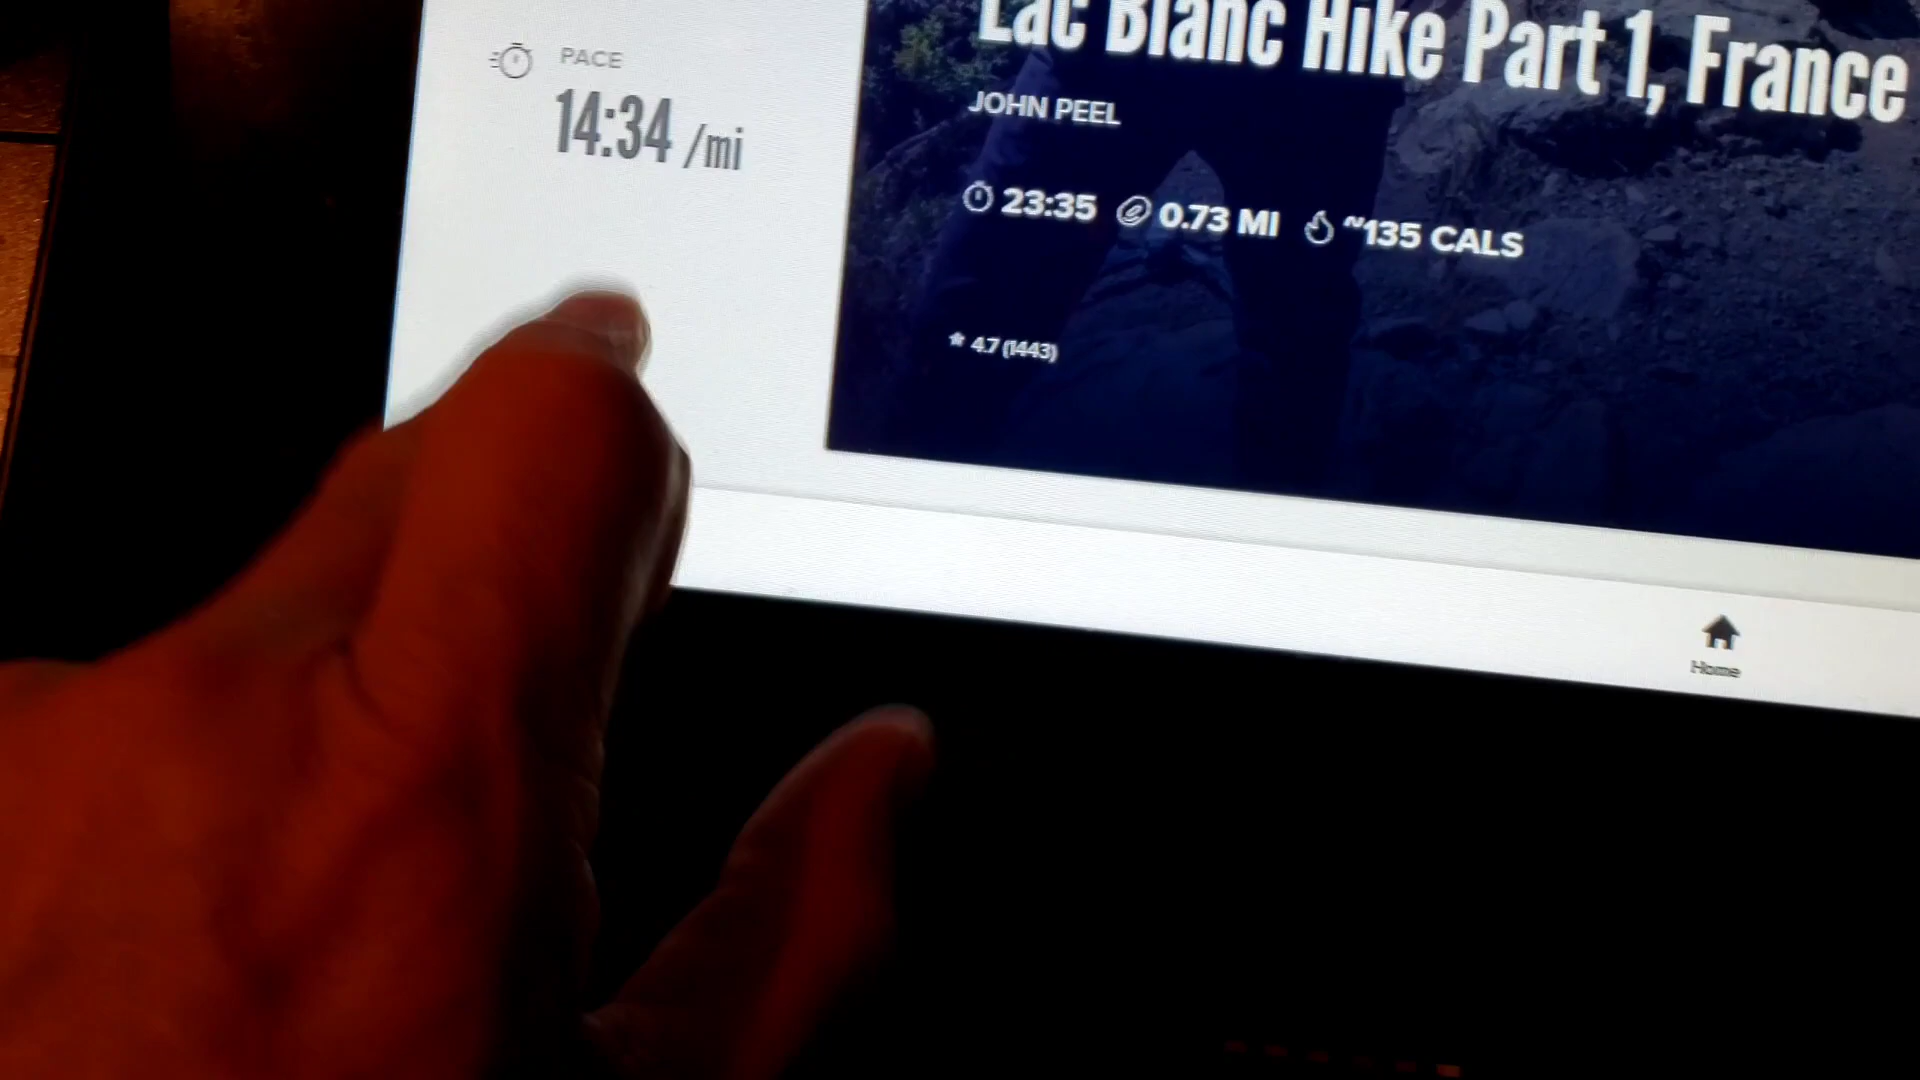 PACE
14:34 /mi
Lac Blanc Hike Part 1, France
JOHN PEEL
23:35 0.73 MI ~135 CALS
4.7 (1443)
Home